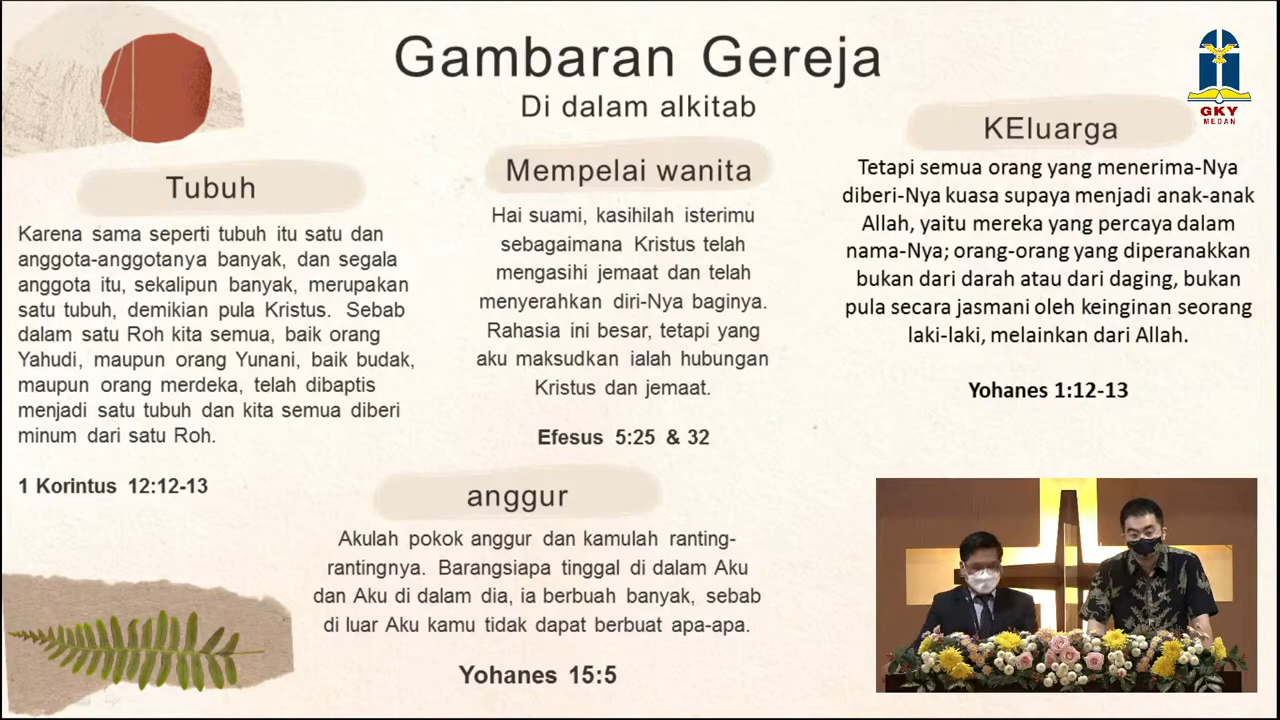 Gambaran Gereja
Di dalam alkitab
GKY
MEDAN
Tubuh
Karena sama seperti tubuh itu satu dan
anggota-anggotanya banyak, dan segala
anggota itu, sekalipun banyak, merupakan
satu tubuh, demikian pula Kristus. Sebab
dalam satu Roh kita semua, baik orang
Yahudi, maupun orang Yunani, baik budak,
maupun orang merdeka, telah dibaptis
menjadi satu tubuh dan kita semua diberi
minum dari satu Roh.
1 Korintus 12:12-13
Mempelai wanita
Hai suami, kasihilah isterimu
sebagaimana Kristus telah
mengasihi jemaat dan telah
menyerahkan diri-Nya baginya.
Rahasia ini besar, tetapi yang
aku maksudkan ialah hubungan
Kristus dan jemaat.
Efesus 5:25 & 32
KEluarga
Tetapi semua orang yang menerima-Nya
diberi-Nya kuasa supaya menjadi anak-anak
Allah, yaitu mereka yang percaya dalam
nama-Nya; orang-orang yang diperanakkan
bukan dari darah atau dari daging, bukan
pula secara jasmani oleh keinginan seorang
laki-laki, melainkan dari Allah.
Yohanes 1:12-13
anggur
Akulah pokok anggur dan kamulah ranting-
rantingnya. Barangsiapa tinggal di dalam Aku
dan Aku di dalam dia, ia berbuah banyak, sebab
di luar Aku kamu tidak dapat berbuat apa-apa.
Yohanes 15:5